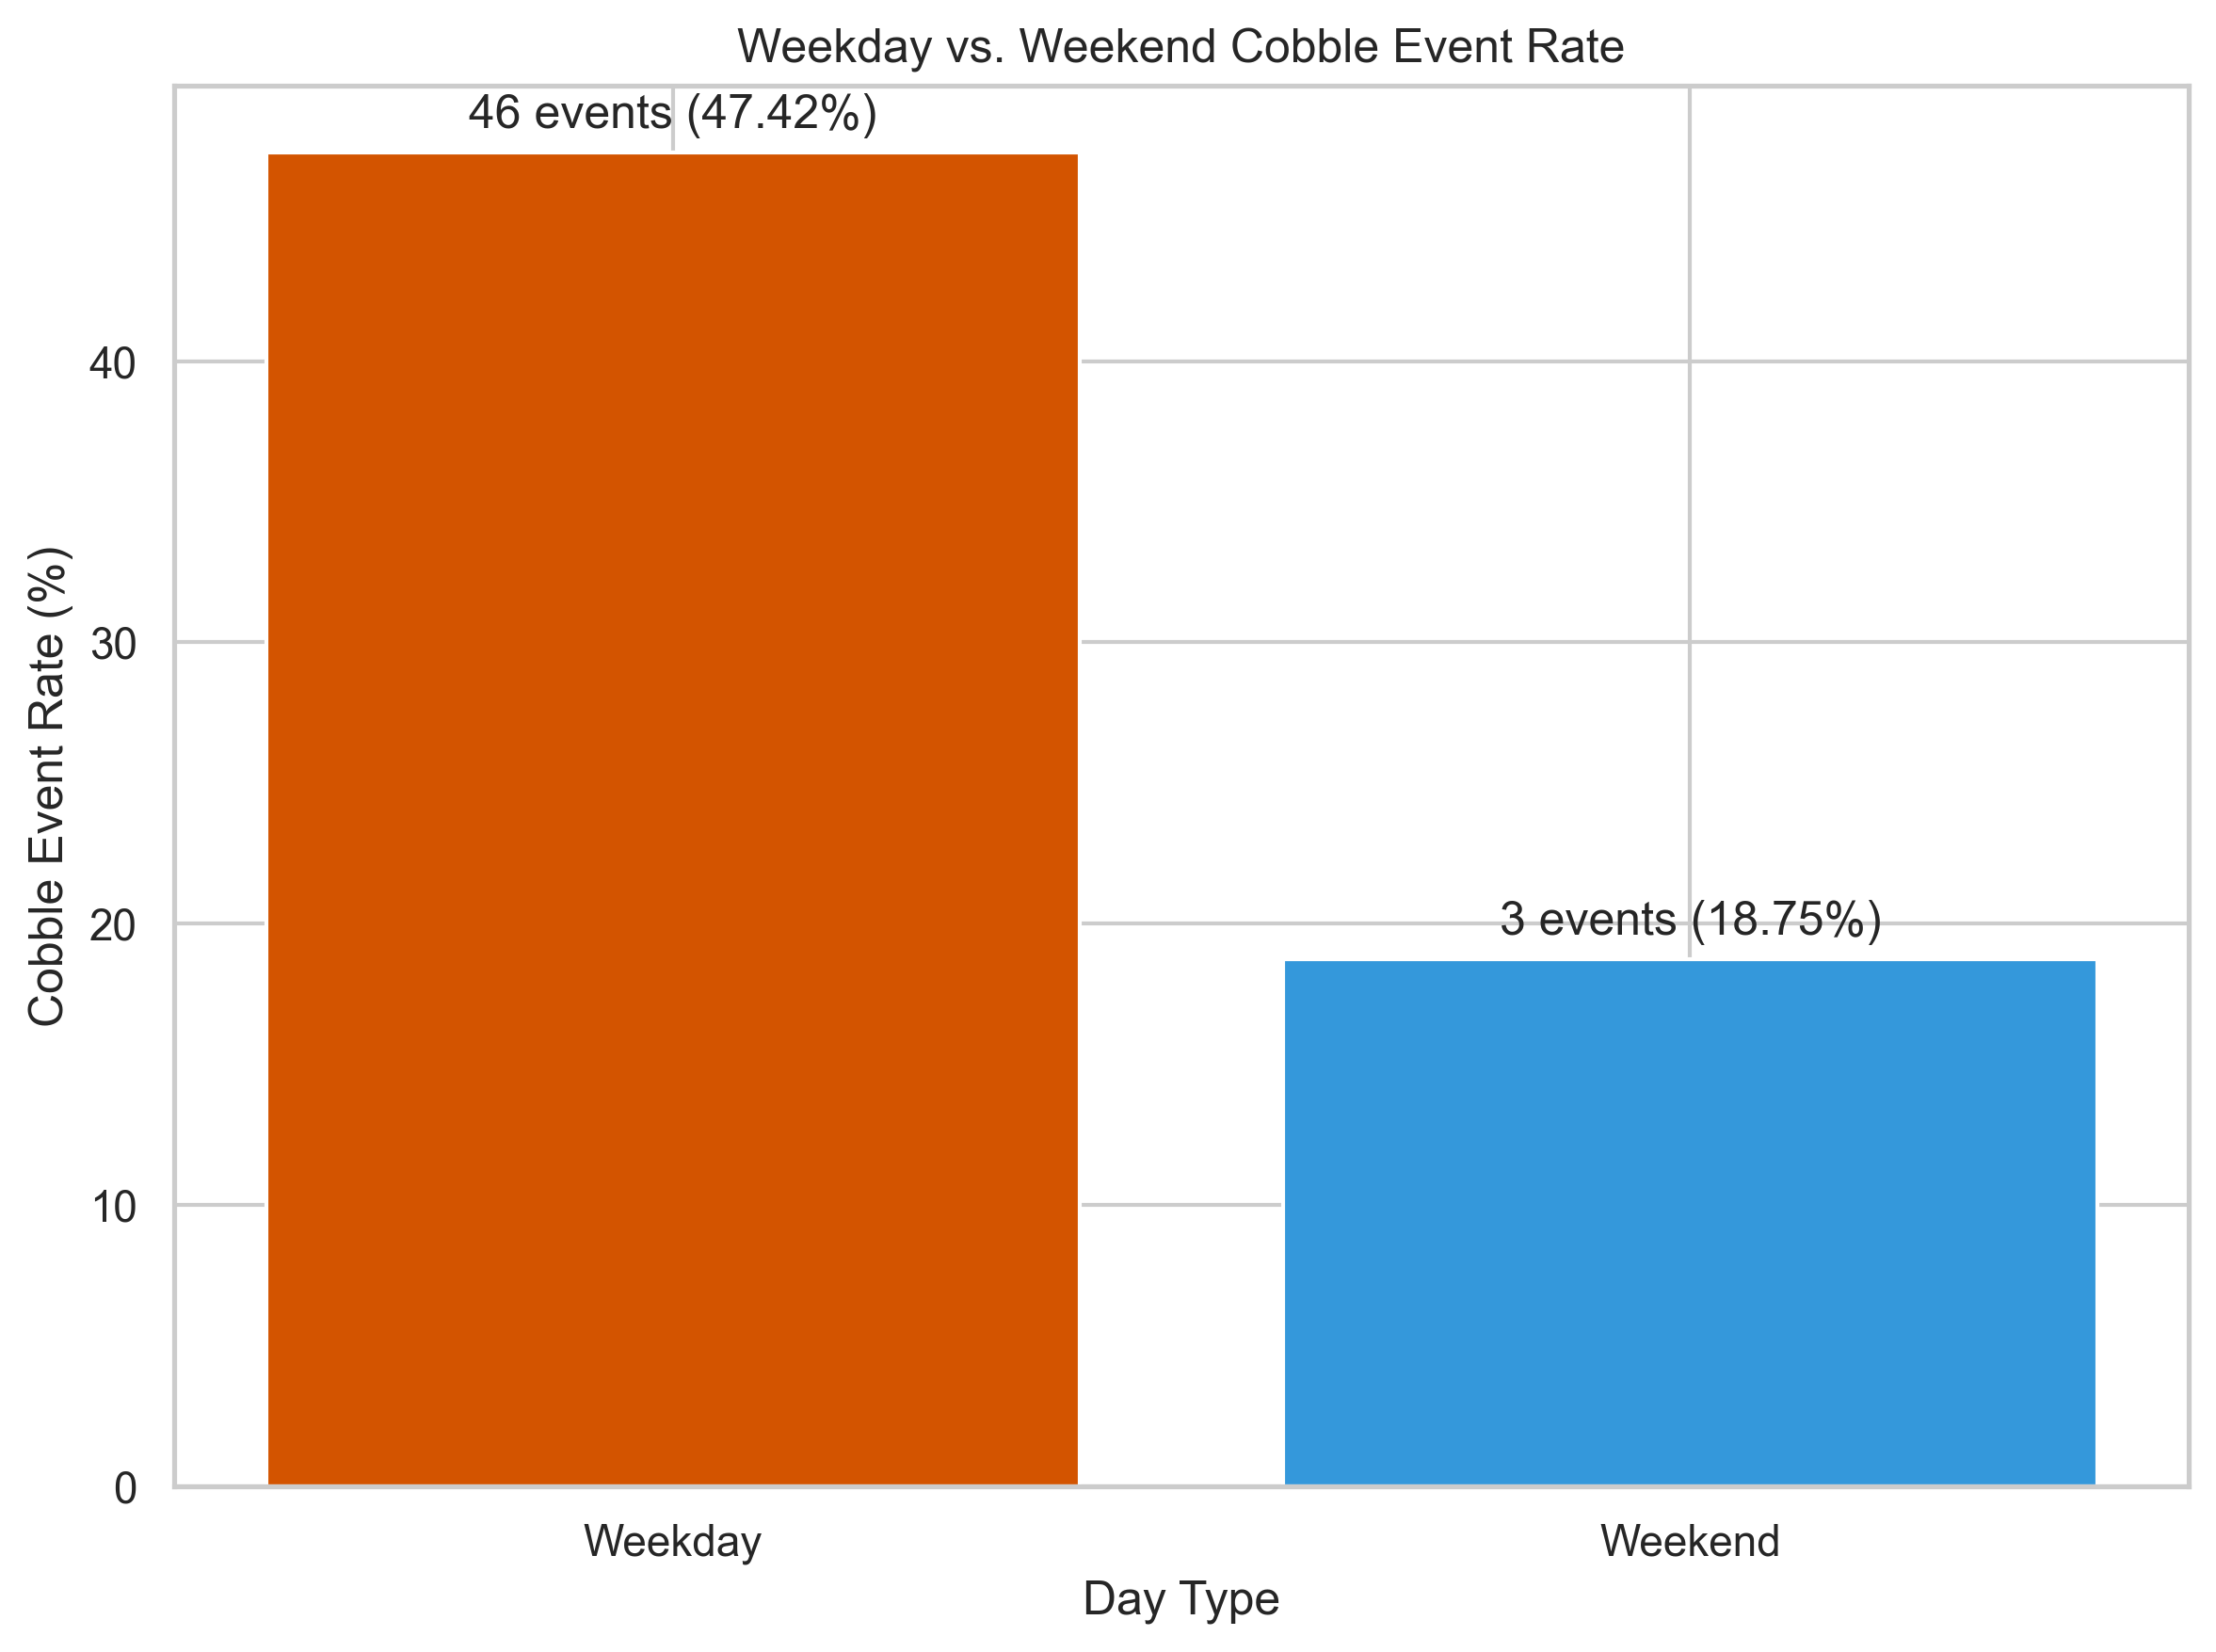 Weekday vs. Weekend Cobble Event Rate
46 events (47.42%)
3 events (18.75%)
Cobble Event Rate (%)
40
30
20
10
0
Weekday
Weekend
Day Type